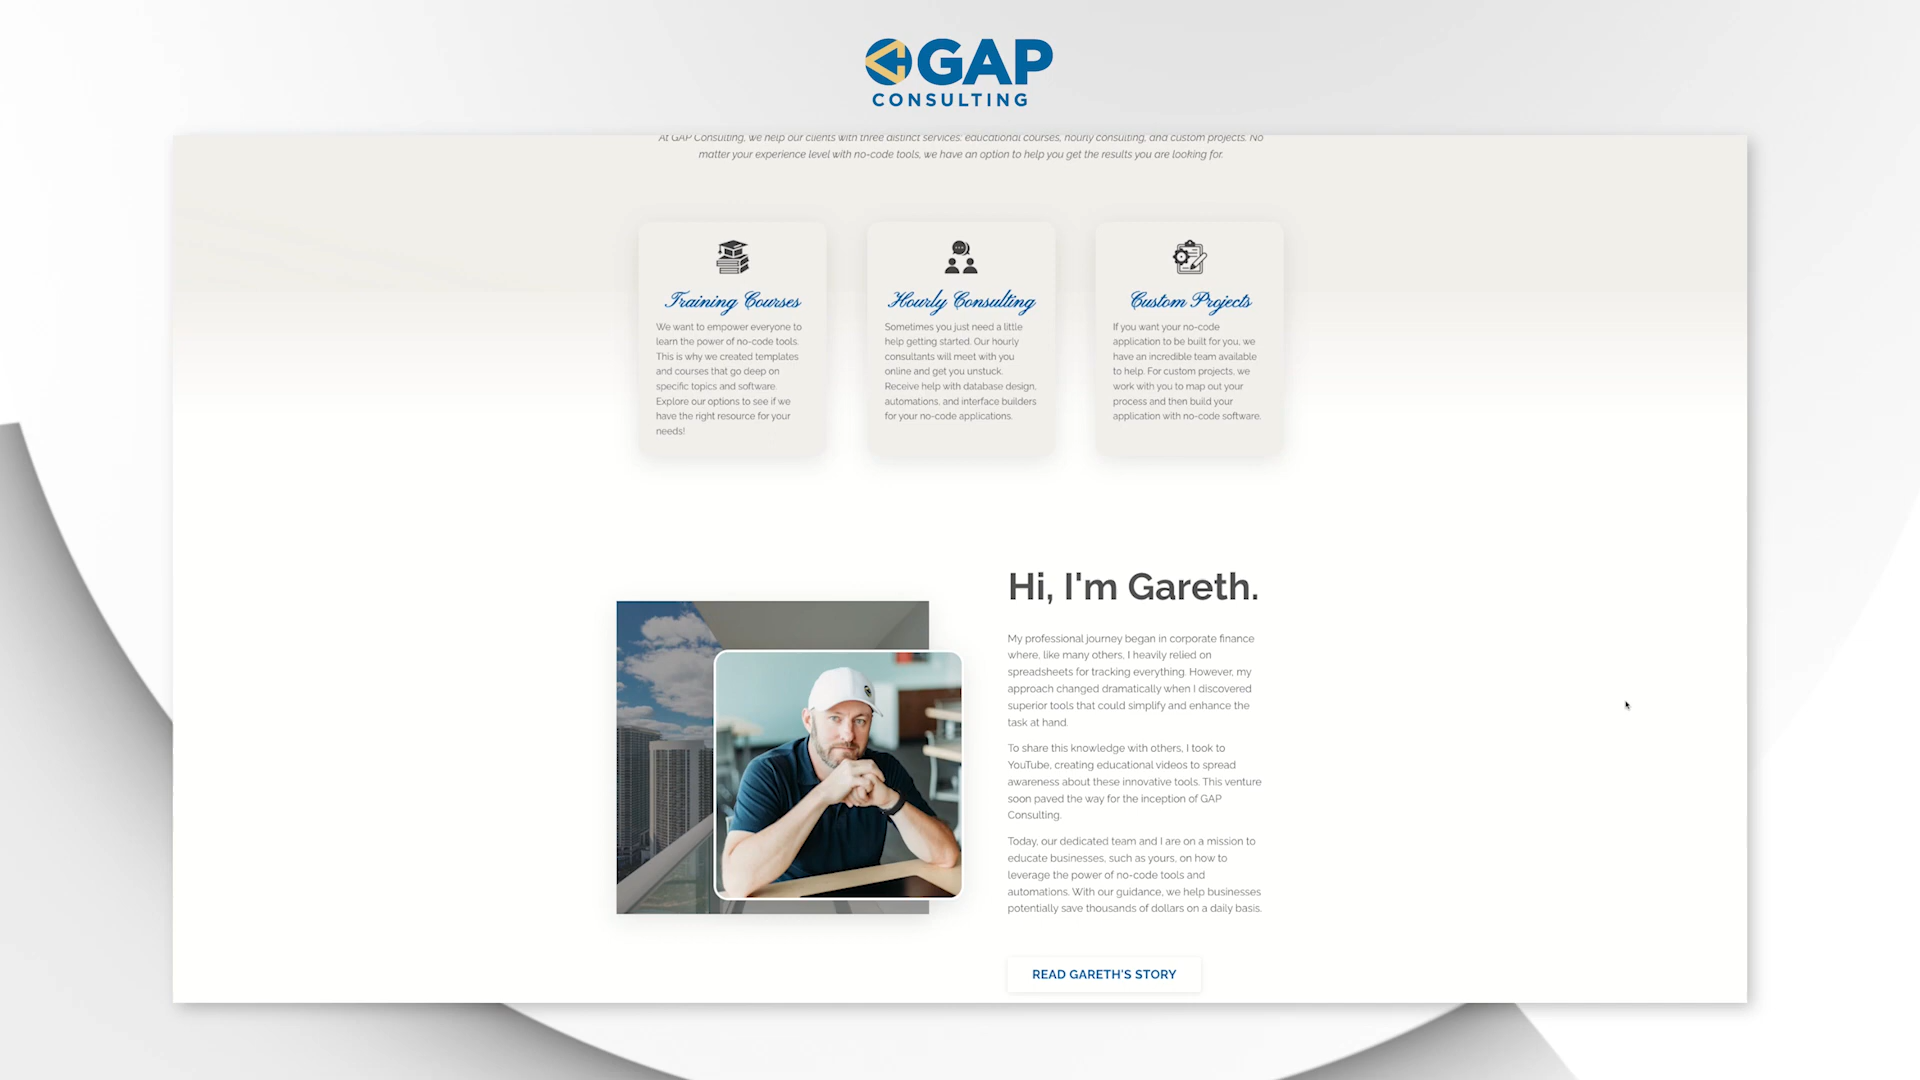 GAP
CONSULTING
At GAP Consulting, we help our clients with three distinct services: educational courses, hourly consulting, and custom projects. No
matter your experience level with no-code tools, we have an option to help you get the results you are looking for.
Training Courses
We want to empower everyone to
learn the power of no-code tools.
This is why we created templates
and courses that go deep on
specific topics and software.
Explore our options to see if we
have the right resource for your
needs!
Hourly Consulting
Sometimes you just need a little
help getting started. Our hourly
consultants will meet with you
online and get you unstuck.
Receive help with database design,
automations, and interface builders
for your no-code applications.
Custom Projects
If you want your no-code
application to be built for you, we
have an incredible team available
to help. For custom projects, we
work with you to map out your
process and then build your
application with no-code software.
Hi, I'm Gareth.
My professional journey began in corporate finance
where, like many others, I heavily relied on
spreadsheets for tracking everything. However, my
approach changed dramatically when I discovered
superior tools that could simplify and enhance the
task at hand.
To share this knowledge with others, I took to
YouTube, creating educational videos to spread
awareness about these innovative tools. This venture
soon paved the way for the inception of GAP
Consulting.
Today, our dedicated team and I are on a mission to
educate businesses, such as yours, on how to
leverage the power of no-code tools and
automations. With our guidance, we help businesses
potentially save thousands of dollars on a daily basis.
READ GARETH'S STORY